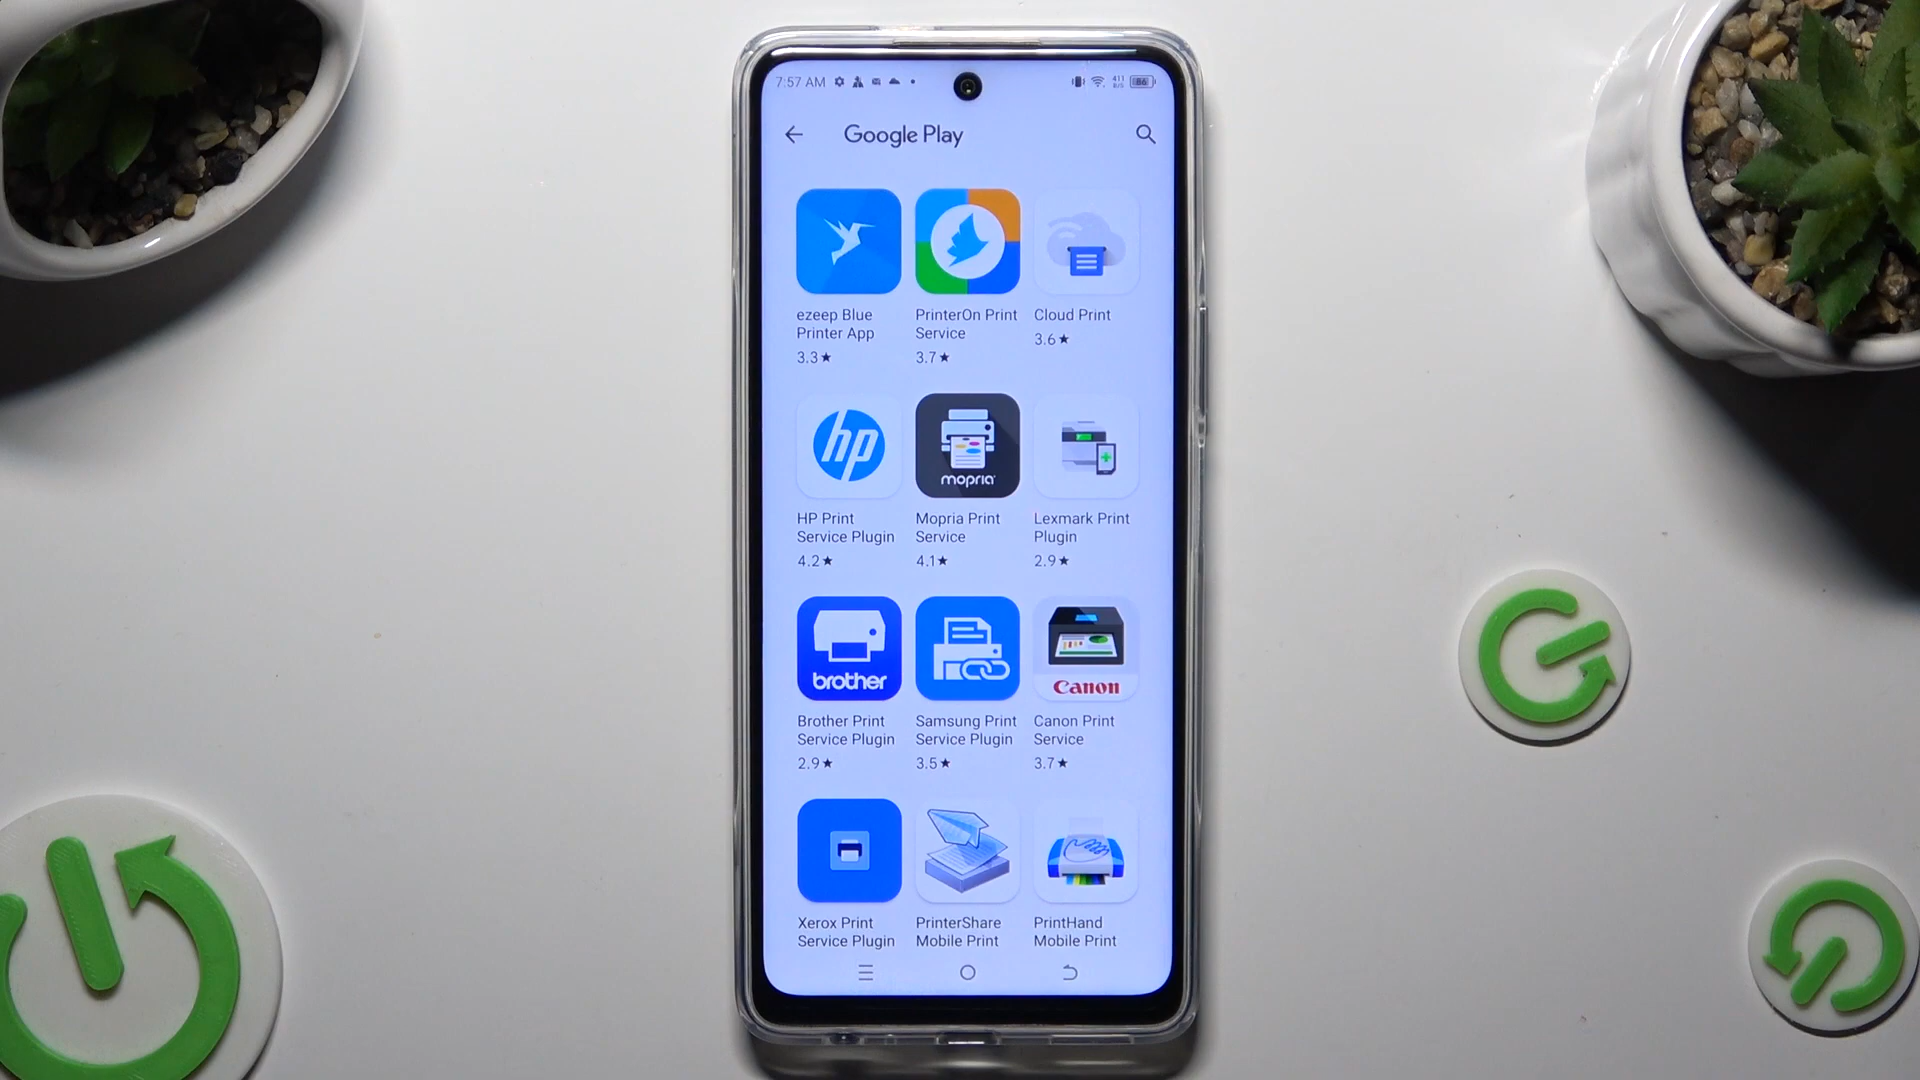 7:57 AM
86
Google Play
ezeep Blue
Printer App
3.3★
PrinterOn Print
Service
3.7★
Cloud Print
3.6★
hp
HP Print
Service Plugin
4.2★
mopria
Mopria Print
Service
4.1★
Lexmark Print
Plugin
2.9★
brother
Brother Print
Service Plugin
2.9★
Samsung Print
Service Plugin
3.5★
Canon
Canon Print
Service
3.7★
Xerox Print
Service Plugin
PrinterShare
Mobile Print
PrintHand
Mobile Print